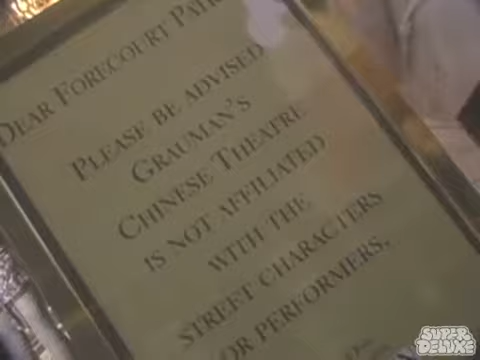 DEAR FORECOURT
PLEASE BE ADVISED
GRAUMAN'S
CHINESE THEATRE
IS NOT AFFILIATED
WITH THE
STREET CHARACTERS
OR PERFORMERS.
SUPER
DELUXE